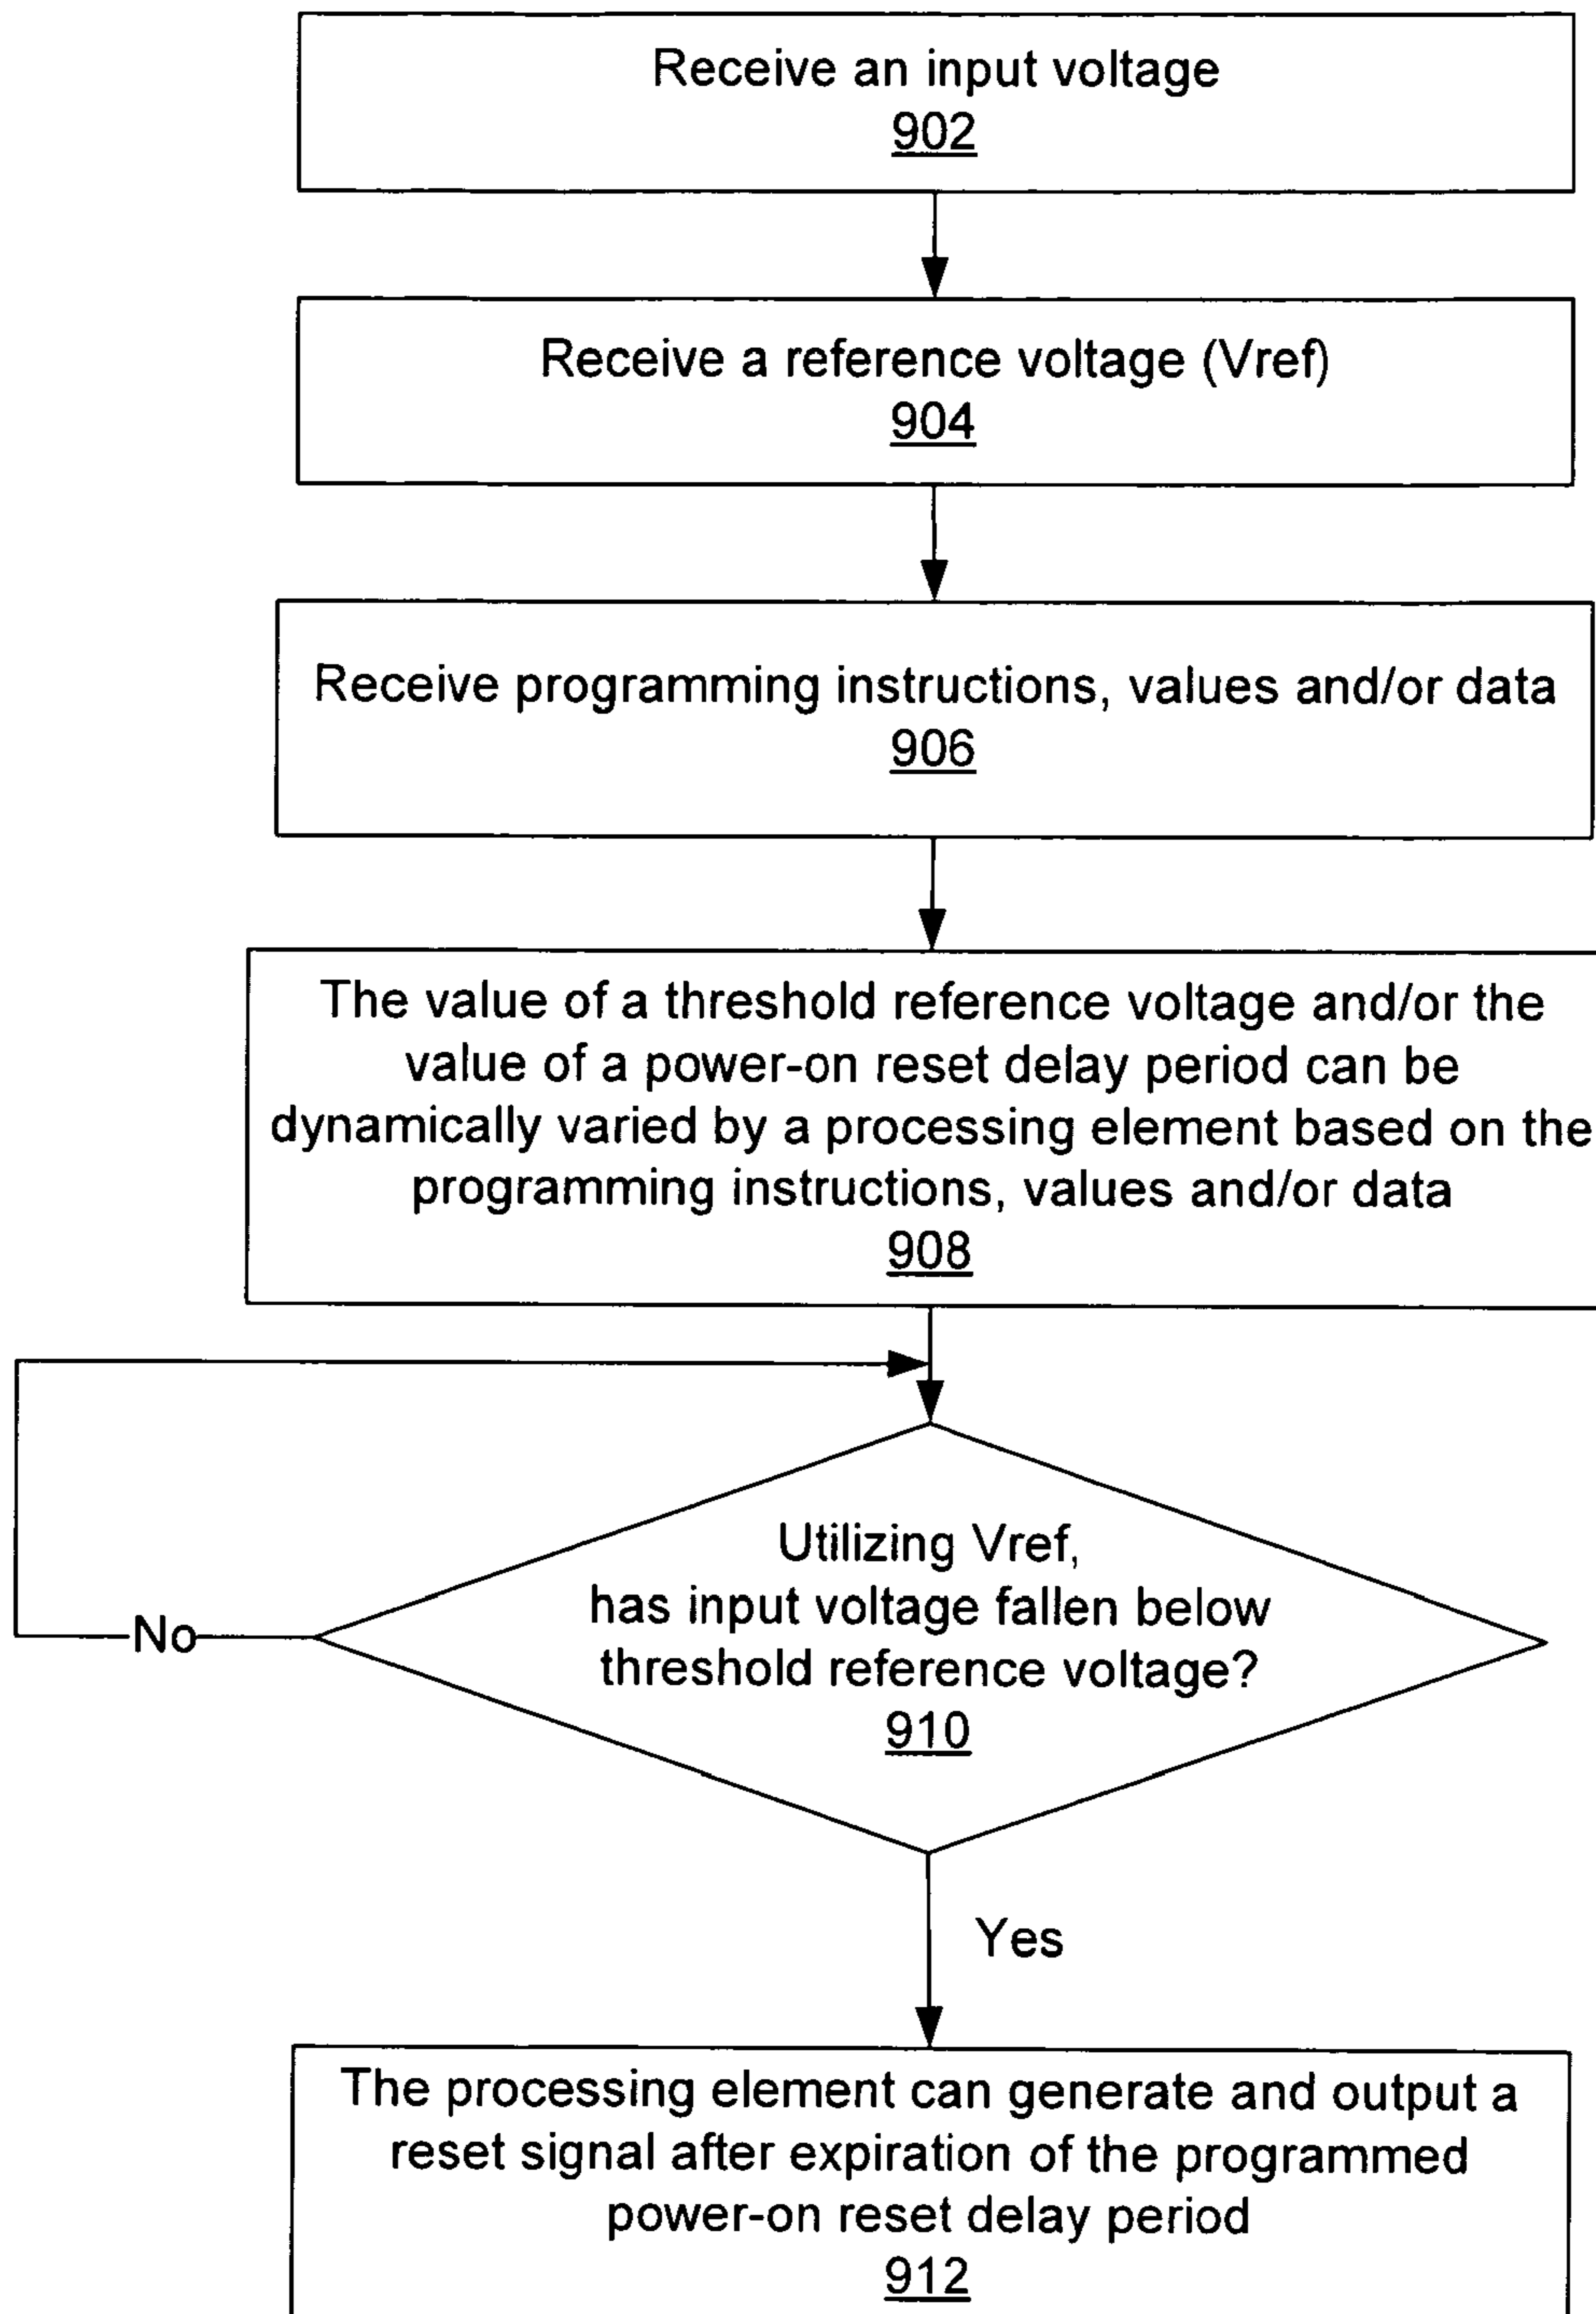 Receive an input voltage
902
Receive a reference voltage (Vref)
904
Receive programming instructions, values and/or data
906
The value of a threshold reference voltage and/or the
value of a power-on reset delay period can be
dynamically varied by a processing element based on the
programming instructions, values and/or data
908
Utilizing Vref,
has input voltage fallen below
threshold reference voltage?
910
No
Yes
The processing element can generate and output a
reset signal after expiration of the programmed
power-on reset delay period
912